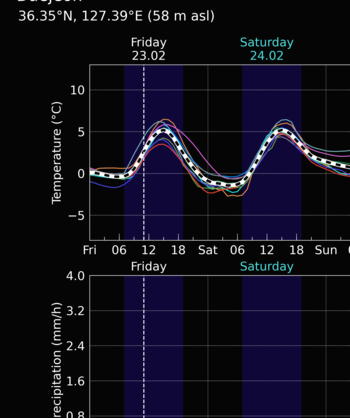 36.35°N, 127.39°E (58 m asl)
Friday
23.02
Saturday
24.02
Temperature (°C)
10
5
0
−5
Fri 06 12 18 Sat 06 12 18 Sun
Friday
Saturday
4.0
3.2
2.4
1.6
0.8
(mm/h)